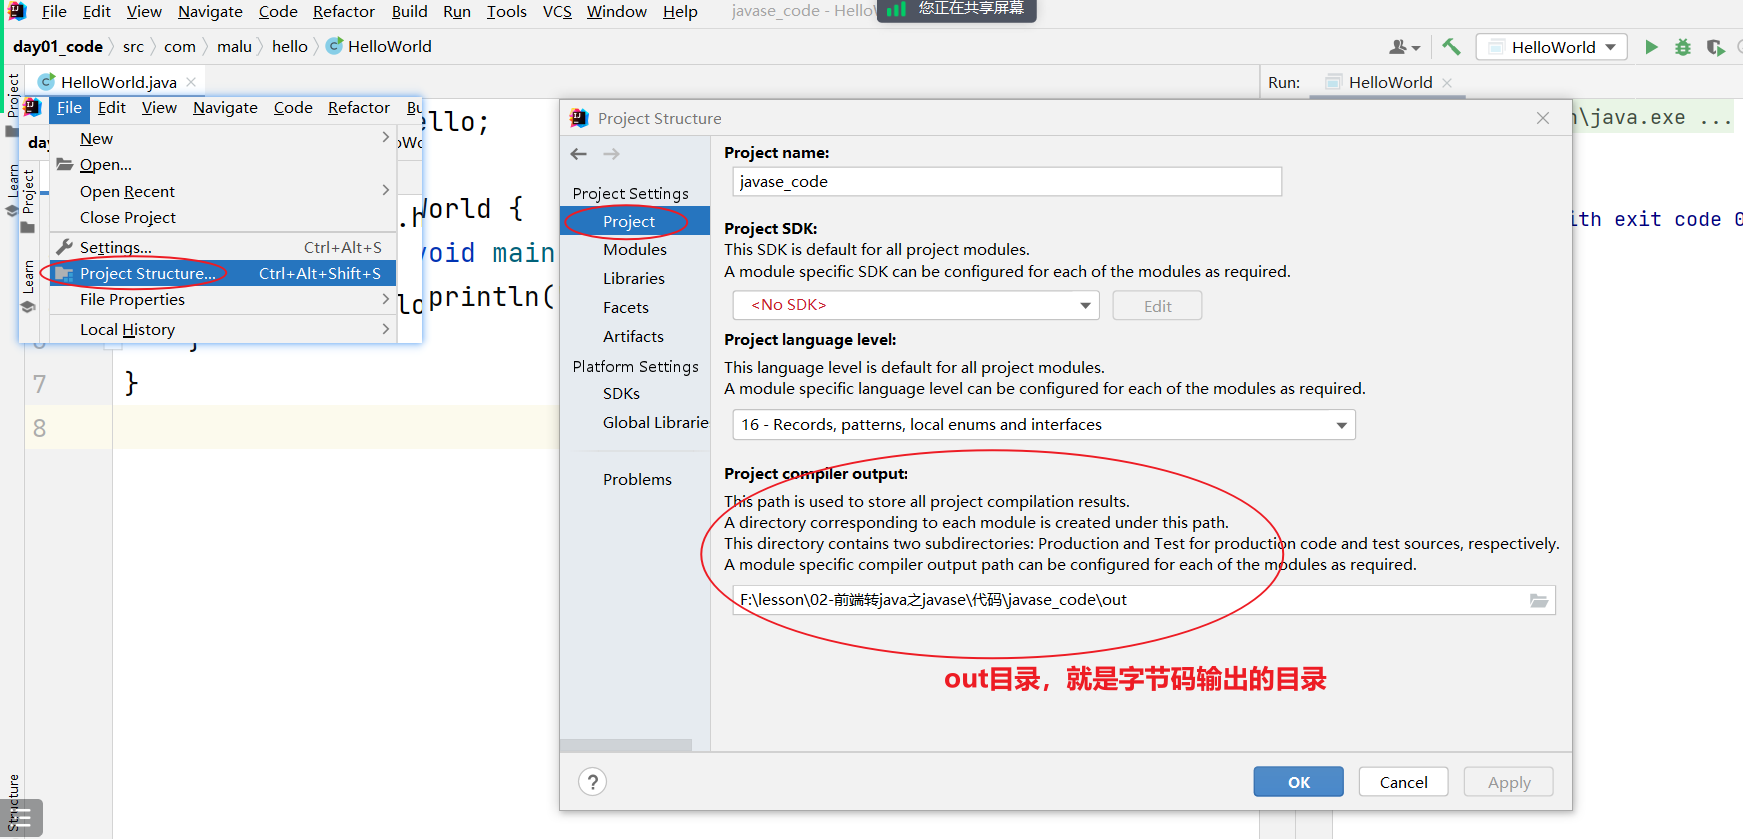 File Edit View Navigate Code Refactor Build Run Tools VCS Window Help javase_code - HelloW
您正在共享屏幕
day01_code src com malu hello HelloWorld
HelloWorld
HelloWorld.java
Run: HelloWorld
Project
Learn
Structure
File Edit View Navigate Code Refactor Bu
New
Open...
Open Recent
Close Project
Settings... Ctrl+Alt+S
Project Structure... Ctrl+Alt+Shift+S
File Properties
Local History
Project
Learn
ello;
World {
void main
println(
7 }
8
\java.exe ...
ith exit code 0
Project Structure
Project Settings
Project
Modules
Libraries
Facets
Artifacts
Platform Settings
SDKs
Global Librarie
Problems
Project name:
javase_code
Project SDK:
This SDK is default for all project modules.
A module specific SDK can be configured for each of the modules as required.
<No SDK> Edit
Project language level:
This language level is default for all project modules.
A module specific language level can be configured for each of the modules as required.
16 - Records, patterns, local enums and interfaces
Project compiler output:
This path is used to store all project compilation results.
A directory corresponding to each module is created under this path.
This directory contains two subdirectories: Production and Test for production code and test sources, respectively.
A module specific compiler output path can be configured for each of the modules as required.
F:\lesson\02-前端转java之javase\代码\javase_code\out
out目录，就是字节码输出的目录
? OK Cancel Apply